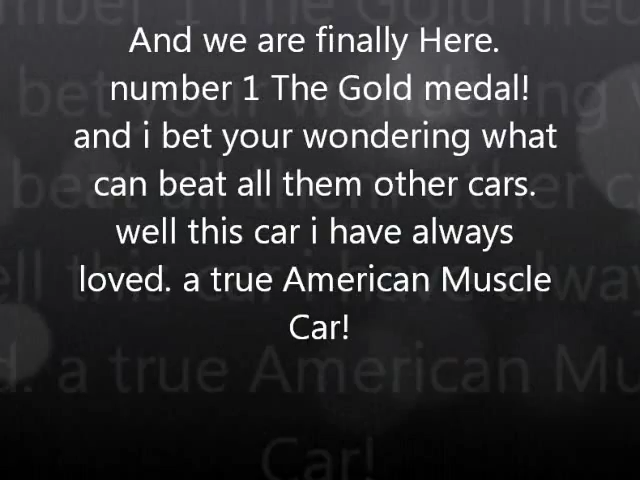 And we are finally Here.
number 1 The Gold medal!
and i bet your wondering what
can beat all them other cars.
well this car i have always
loved. a true American Muscle
Car!